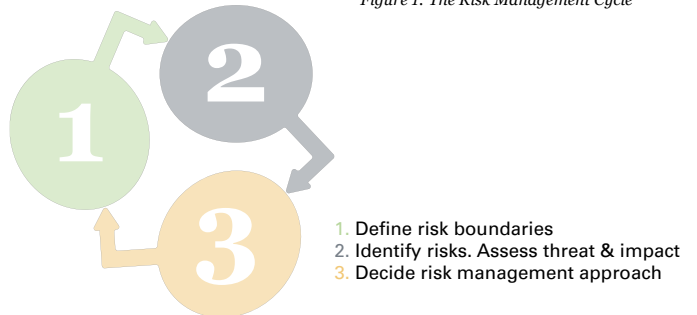 Figure 1. The Risk Management Cycle
1
2
3
1. Define risk boundaries
2. Identify risks. Assess threat & impact
3. Decide risk management approach